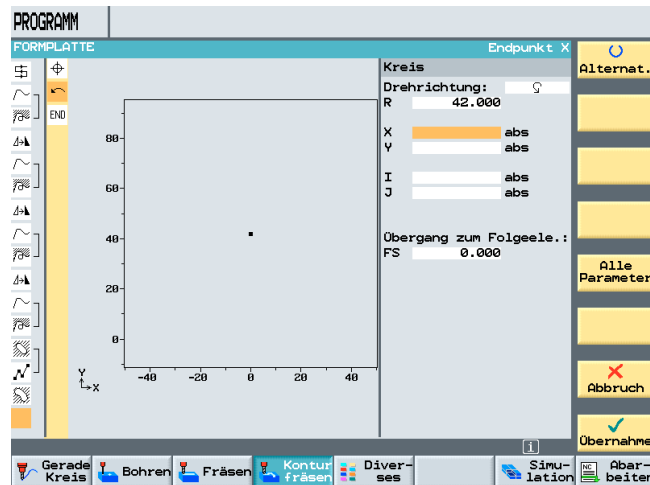 PROGRAMM
FORMPLATTE
Endpunkt X
Alternat.
END
Kreis
Drehrichtung:
R 42.000
X abs
Y abs
I abs
J abs
Übergang zum Folgeele.:
FS 0.000
80
60
40
20
0
-40 -20 0 20 40
Y
X
Alle
Parameter
Abbruch
Übernahme
i
Gerade
Kreis
Bohren
Fräsen
Kontur
fräsen
Diver-
ses
Simu-
lation
NC
Abar-
beiten